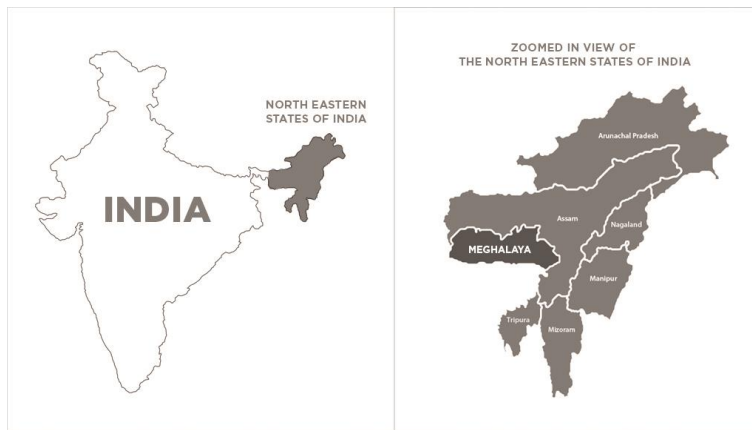 NORTH EASTERN
STATES OF INDIA
INDIA
ZOOMED IN VIEW OF
THE NORTH EASTERN STATES OF INDIA
Arunachal Pradesh
Assam
Nagaland
MEGHALAYA
Manipur
Tripura
Mizoram